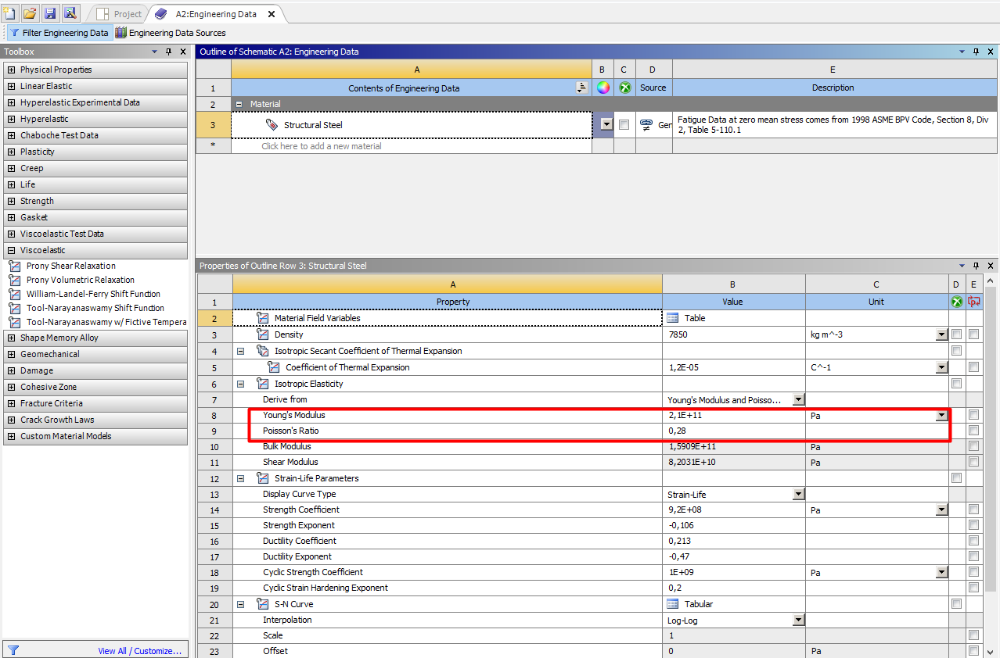 Project
A2:Engineering Data
Filter Engineering Data
Engineering Data Sources
Toolbox
Physical Properties
Linear Elastic
Hyperelastic Experimental Data
Hyperelastic
Chaboche Test Data
Plasticity
Creep
Life
Strength
Gasket
Viscoelastic Test Data
Viscoelastic
Prony Shear Relaxation
Prony Volumetric Relaxation
William-Landel-Ferry Shift Function
Tool-Narayanaswamy Shift Function
Tool-Narayanaswamy w/ Fictive Tempera
Shape Memory Alloy
Geomechanical
Damage
Cohesive Zone
Fracture Criteria
Crack Growth Laws
Custom Material Models
View All / Customize...
Outline of Schematic A2: Engineering Data
A B C D E
1 Contents of Engineering Data Source Description
2 Material
3 Structural Steel Gen Fatigue Data at zero mean stress comes from 1998 ASME BPV Code, Section 8, Div
2, Table 5-110.1
* Click here to add a new material
Properties of Outline Row 3: Structural Steel
A B C D E
1 Property Value Unit
2 Material Field Variables Table
3 Density 7850 kg m^-3
4 Isotropic Secant Coefficient of Thermal Expansion
5 Coefficient of Thermal Expansion 1,2E-05 C^-1
6 Isotropic Elasticity
7 Derive from Young's Modulus and Poisso...
8 Young's Modulus 2,1E+11 Pa
9 Poisson's Ratio 0,28
10 Bulk Modulus 1,5909E+11 Pa
11 Shear Modulus 8,2031E+10 Pa
12 Strain-Life Parameters
13 Display Curve Type Strain-Life
14 Strength Coefficient 9,2E+08 Pa
15 Strength Exponent -0,106
16 Ductility Coefficient 0,213
17 Ductility Exponent -0,47
18 Cyclic Strength Coefficient 1E+09 Pa
19 Cyclic Strain Hardening Exponent 0,2
20 S-N Curve Tabular
21 Interpolation Log-Log
22 Scale 1
23 Offset 0 Pa